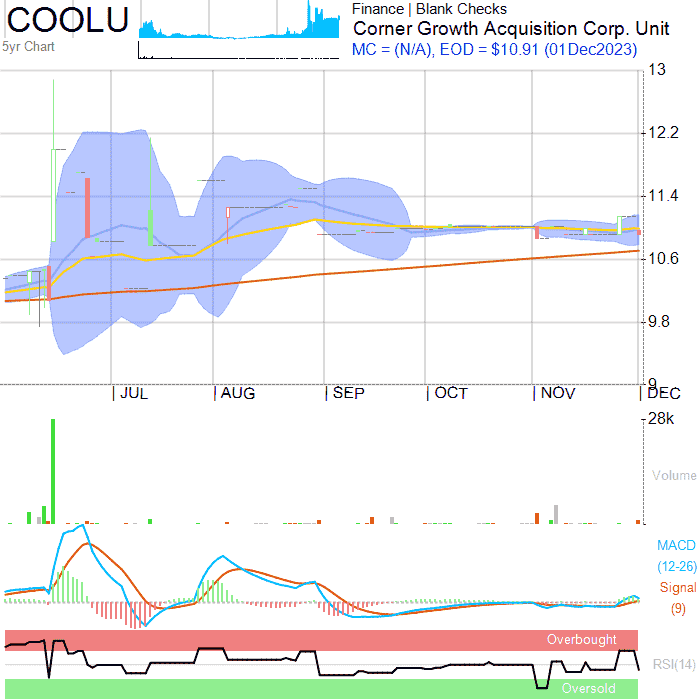 COOLU
5yr Chart
Finance | Blank Checks
Corner Growth Acquisition Corp. Unit
MC = (N/A), EOD = $10.91 (01Dec2023)
13
12.2
11.4
10.6
9.8
9
JUL AUG SEP OCT NOV DEC
28k
Volume
MACD
(12-26)
Signal
(9)
Overbought
RSI(14)
Oversold